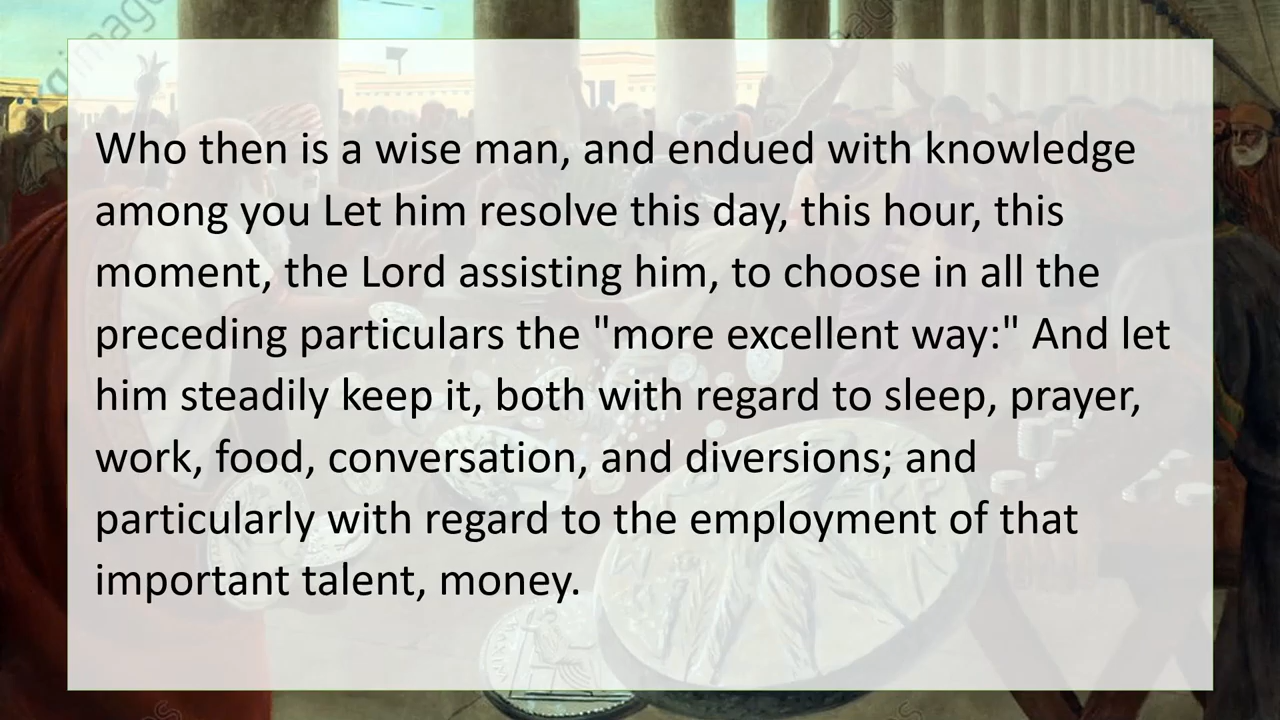 Who then is a wise man, and endued with knowledge
among you Let him resolve this day, this hour, this
moment, the Lord assisting him, to choose in all the
preceding particulars the "more excellent way:" And let
him steadily keep it, both with regard to sleep, prayer,
work, food, conversation, and diversions; and
particularly with regard to the employment of that
important talent, money.